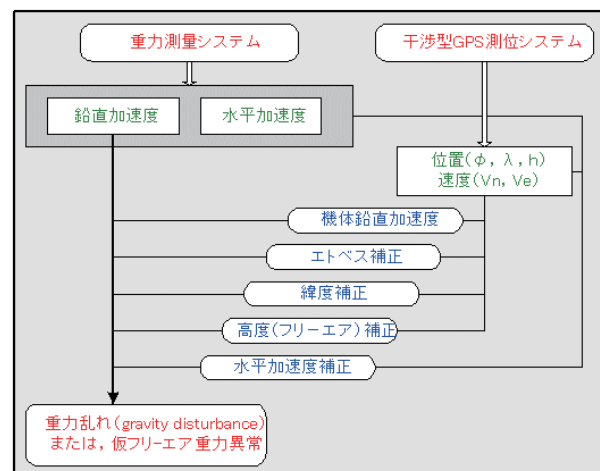 重力測量システム
干渉型GPS測位システム
鉛直加速度
水平加速度
位置(φ, λ, h)
速度(Vn, Ve)
機体鉛直加速度
エトベス補正
緯度補正
高度(フリーエア)補正
水平加速度補正
重力乱れ(gravity disturbance)
または, 仮フリーエア重力異常